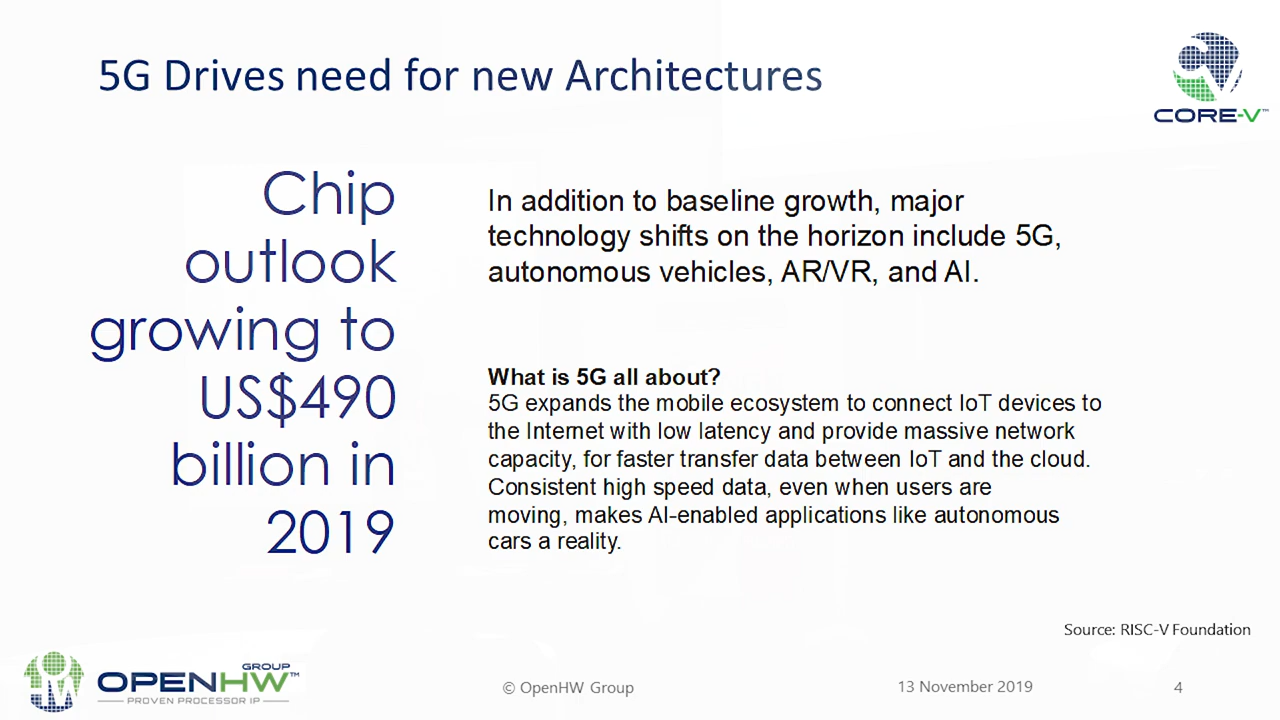 5G Drives need for new Architectures
CV
CORE-V™
Chip
outlook
growing to
US$490
billion in
2019
In addition to baseline growth, major
technology shifts on the horizon include 5G,
autonomous vehicles, AR/VR, and AI.
What is 5G all about?
5G expands the mobile ecosystem to connect IoT devices to
the Internet with low latency and provide massive network
capacity, for faster transfer data between IoT and the cloud.
Consistent high speed data, even when users are
moving, makes AI-enabled applications like autonomous
cars a reality.
Source: RISC-V Foundation
GROUP
OPENHW™
PROVEN PROCESSOR IP
© OpenHW Group
13 November 2019
4